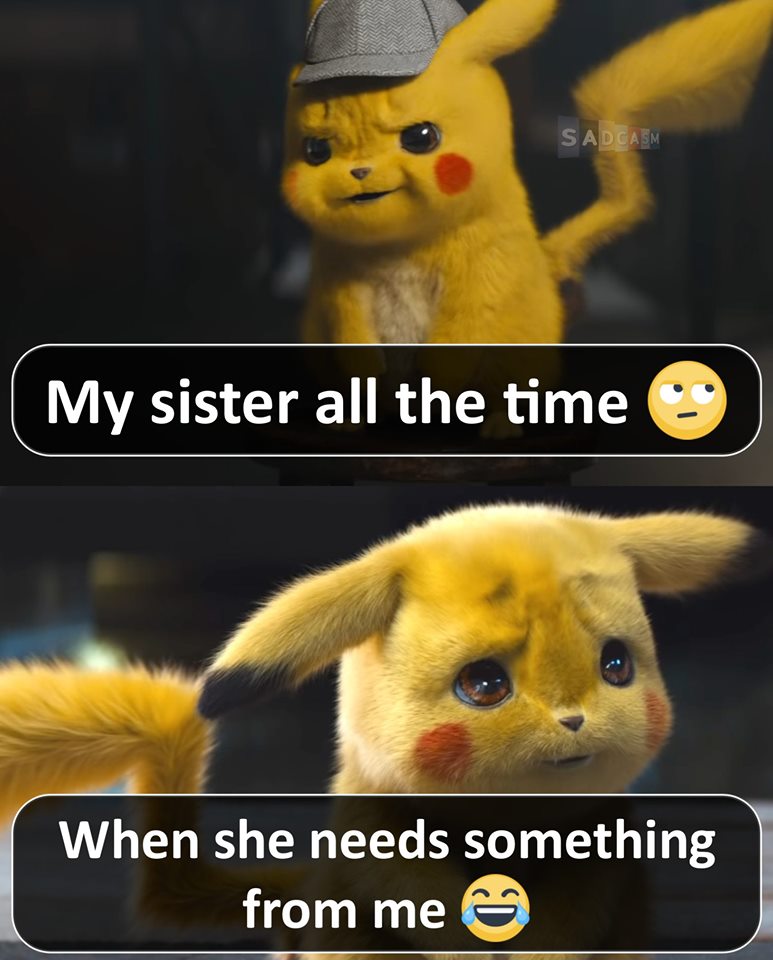 SADCASM
My sister all the time 🙄
When she needs something
from me 😂